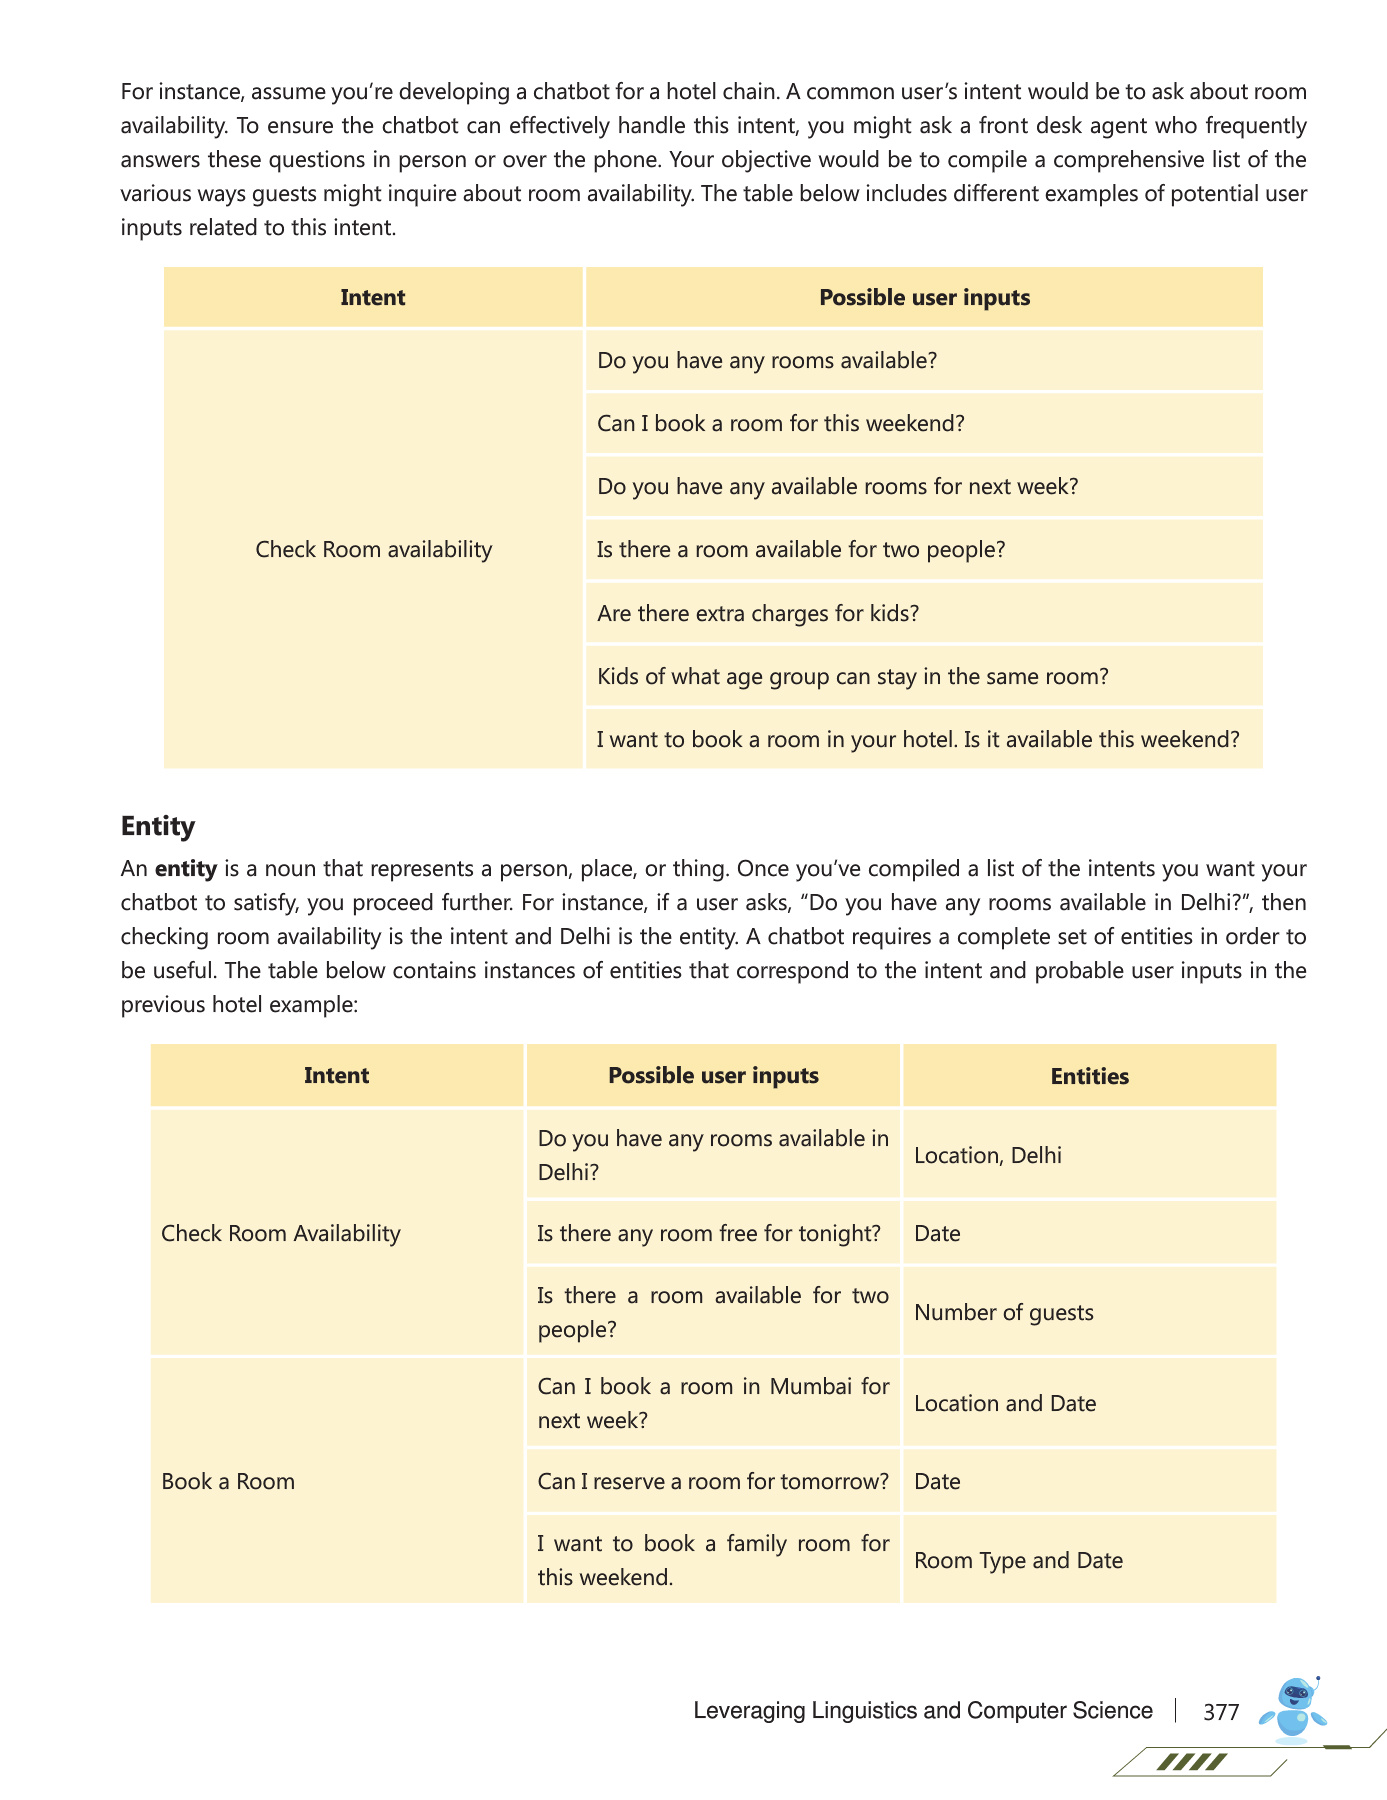 For instance, assume you’re developing a chatbot for a hotel chain. A common user’s intent would be to ask about room
availability. To ensure the chatbot can effectively handle this intent, you might ask a front desk agent who frequently
answers these questions in person or over the phone. Your objective would be to compile a comprehensive list of the
various ways guests might inquire about room availability. The table below includes different examples of potential user
inputs related to this intent.
Intent
Possible user inputs
Check Room availability
Do you have any rooms available?
Can I book a room for this weekend?
Do you have any available rooms for next week?
Is there a room available for two people?
Are there extra charges for kids?
Kids of what age group can stay in the same room?
I want to book a room in your hotel. Is it available this weekend?
Entity
An entity is a noun that represents a person, place, or thing. Once you’ve compiled a list of the intents you want your
chatbot to satisfy, you proceed further. For instance, if a user asks, “Do you have any rooms available in Delhi?”, then
checking room availability is the intent and Delhi is the entity. A chatbot requires a complete set of entities in order to
be useful. The table below contains instances of entities that correspond to the intent and probable user inputs in the
previous hotel example:
Intent
Possible user inputs
Entities
Check Room Availability
Do you have any rooms available in
Delhi?
Location, Delhi
Is there any room free for tonight?
Date
Is there a room available for two
people?
Number of guests
Book a Room
Can I book a room in Mumbai for
next week?
Location and Date
Can I reserve a room for tomorrow?
Date
I want to book a family room for
this weekend.
Room Type and Date
Leveraging Linguistics and Computer Science
377